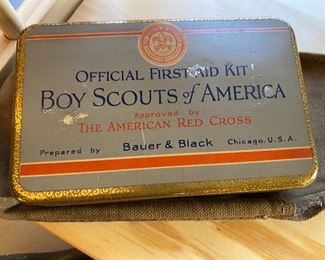 OFFICIAL FIRST AID KIT
BOY SCOUTS of AMERICA
Approved by
THE AMERICAN RED CROSS
Prepared by Bauer & Black Chicago, U.S.A.